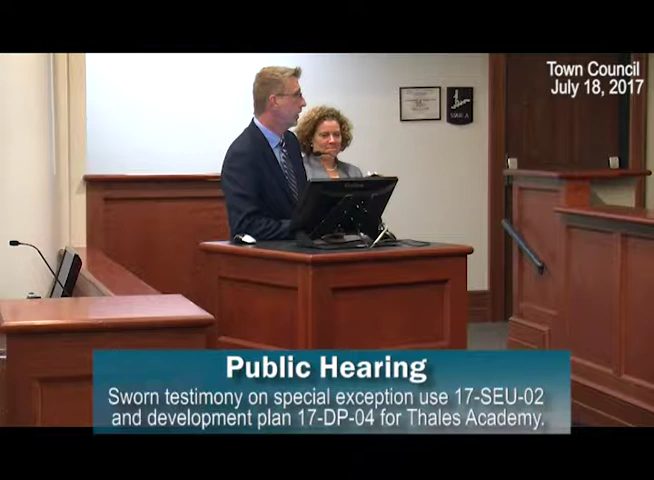 Town Council
July 18, 2017
Public Hearing
Sworn testimony on special exception use 17-SEU-02
and development plan 17-DP-04 for Thales Academy.